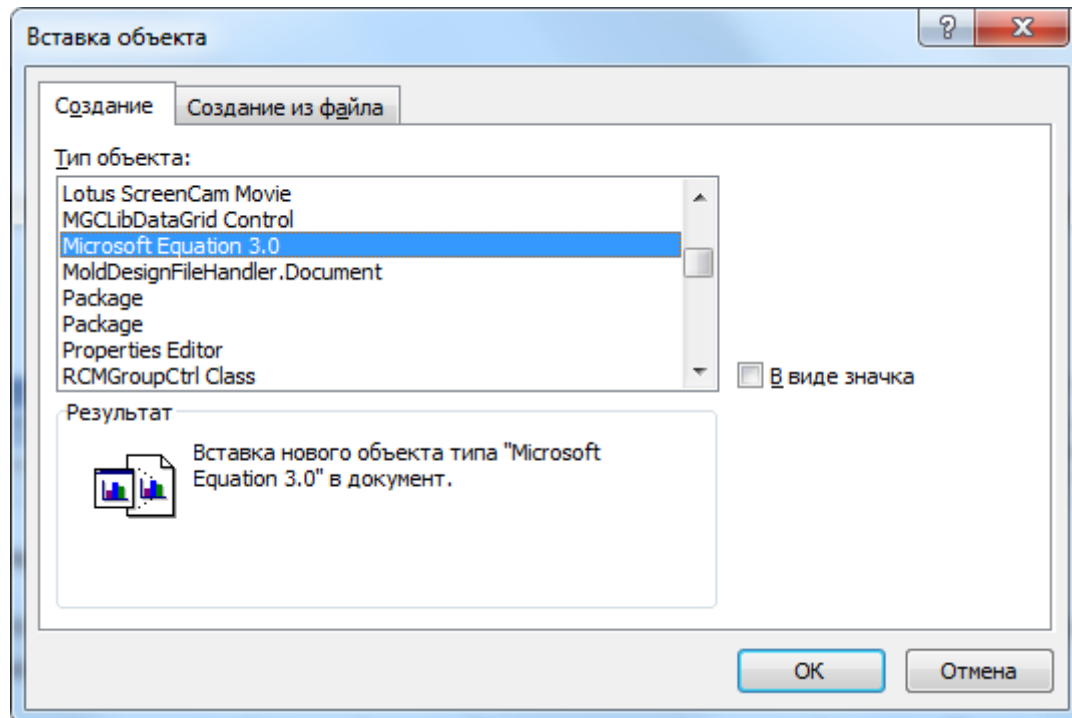 Вставка объекта
Создание
Создание из файла
Тип объекта:
Lotus ScreenCam Movie
MGCLibDataGrid Control
Microsoft Equation 3.0
MoldDesignFileHandler.Document
Package
Package
Properties Editor
RCMGroupCtrl Class
В виде значка
Результат
Вставка нового объекта типа "Microsoft
Equation 3.0" в документ.
ОК
Отмена